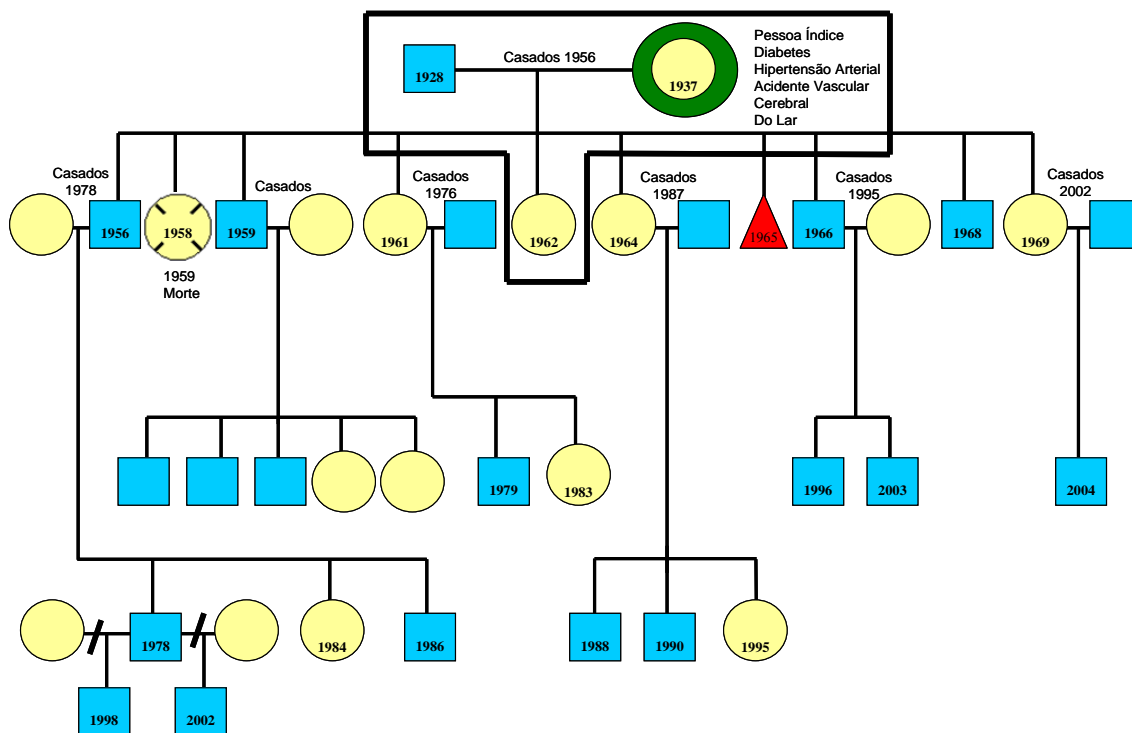 Pessoa Índice
Diabetes
Hipertensão Arterial
Acidente Vascular
Cerebral
Do Lar
Casados 1956
1928
1937
Casados
1978
Casados
Casados
1976
Casados
1987
Casados
1995
Casados
2002
1956
1958
1959
1961
1962
1964
1965
1966
1968
1969
1959
Morte
1979
1983
1996
2003
2004
1978
1984
1986
1988
1990
1995
1998
2002